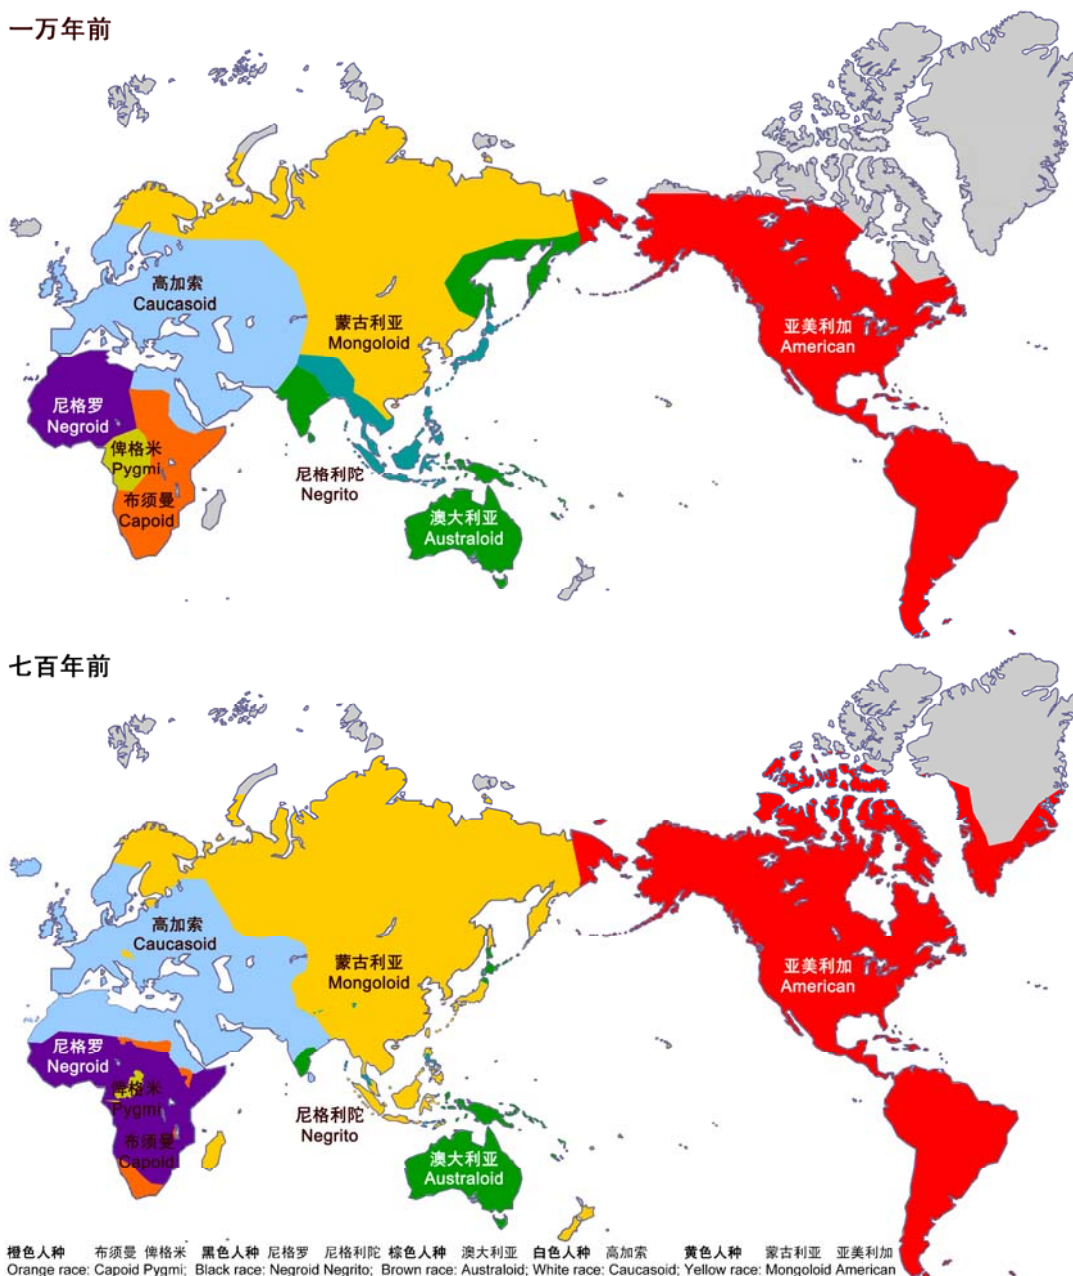 一万年前
高加索
Caucasoid
蒙古利亚
Mongoloid
亚美利加
American
尼格罗
Negroid
俾格米
Pygmi
尼格利陀
Negrito
布须曼
Capoid
澳大利亚
Australoid
七百年前
高加索
Caucasoid
蒙古利亚
Mongoloid
亚美利加
American
尼格罗
Negroid
俾格米
Pygmi
尼格利陀
Negrito
布须曼
Capoid
澳大利亚
Australoid
橙色人种 布须曼 俾格米 黑色人种 尼格罗 尼格利陀 棕色人种 澳大利亚 白色人种 高加索 黄色人种 蒙古利亚 亚美利加
Orange race: Capoid Pygmi; Black race: Negroid Negrito; Brown race: Australoid; White race: Caucasoid; Yellow race: Mongoloid American